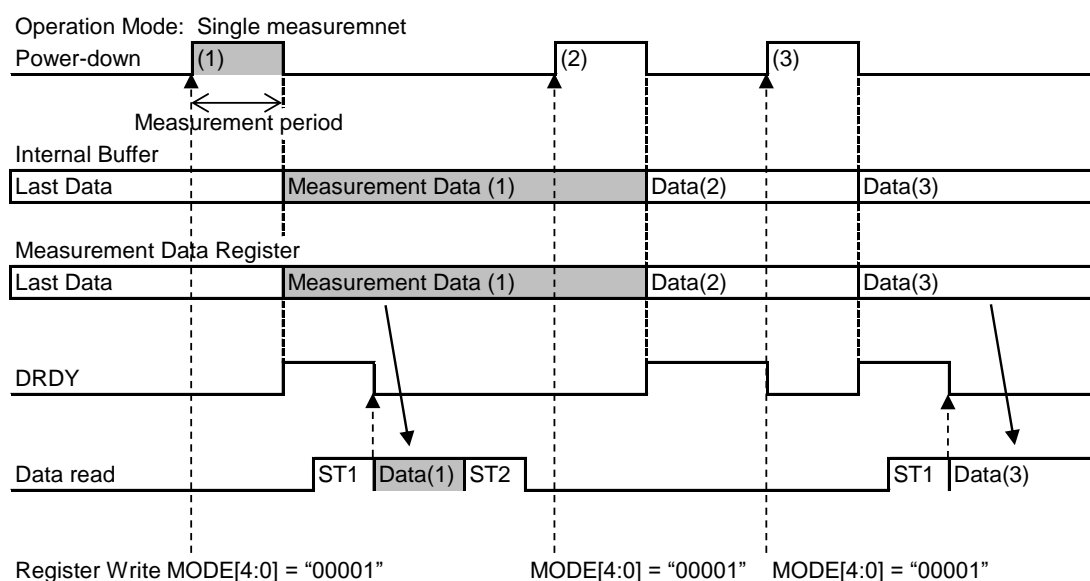 Operation Mode: Single measuremnet
Power-down (1) (2) (3)
Measurement period
Internal Buffer
Last Data Measurement Data (1) Data(2) Data(3)
Measurement Data Register
Last Data Measurement Data (1) Data(2) Data(3)
DRDY
Data read ST1 Data(1) ST2 ST1 Data(3)
Register Write MODE[4:0] = “00001” MODE[4:0] = “00001” MODE[4:0] = “00001”